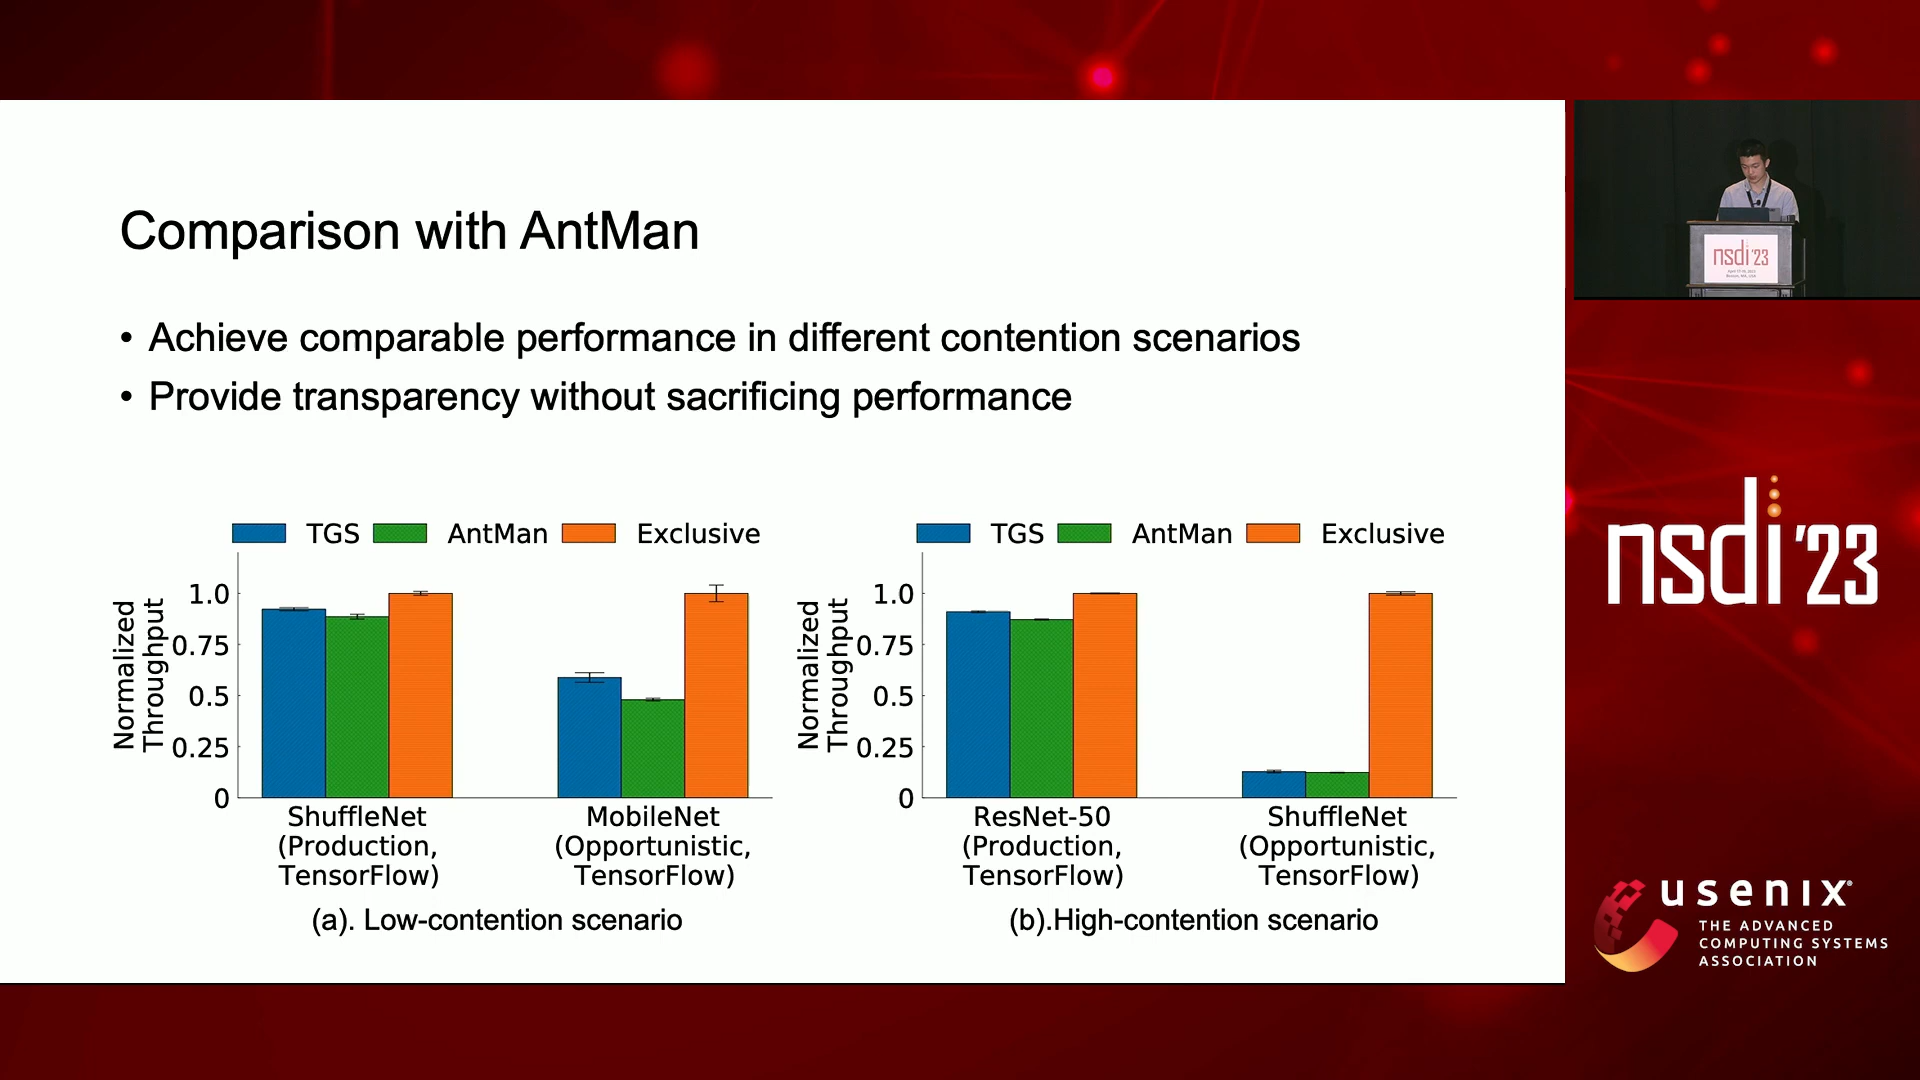 Comparison with AntMan
• Achieve comparable performance in different contention scenarios
• Provide transparency without sacrificing performance
TGS AntMan Exclusive
Normalized
Throughput
1.0
0.75
0.5
0.25
0
ShuffleNet
(Production,
TensorFlow)
MobileNet
(Opportunistic,
TensorFlow)
(a). Low-contention scenario
TGS AntMan Exclusive
Normalized
Throughput
1.0
0.75
0.5
0.25
0
ResNet-50
(Production,
TensorFlow)
ShuffleNet
(Opportunistic,
TensorFlow)
(b).High-contention scenario
nsdi '23
nsdi '23
usenix®
THE ADVANCED
COMPUTING SYSTEMS
ASSOCIATION